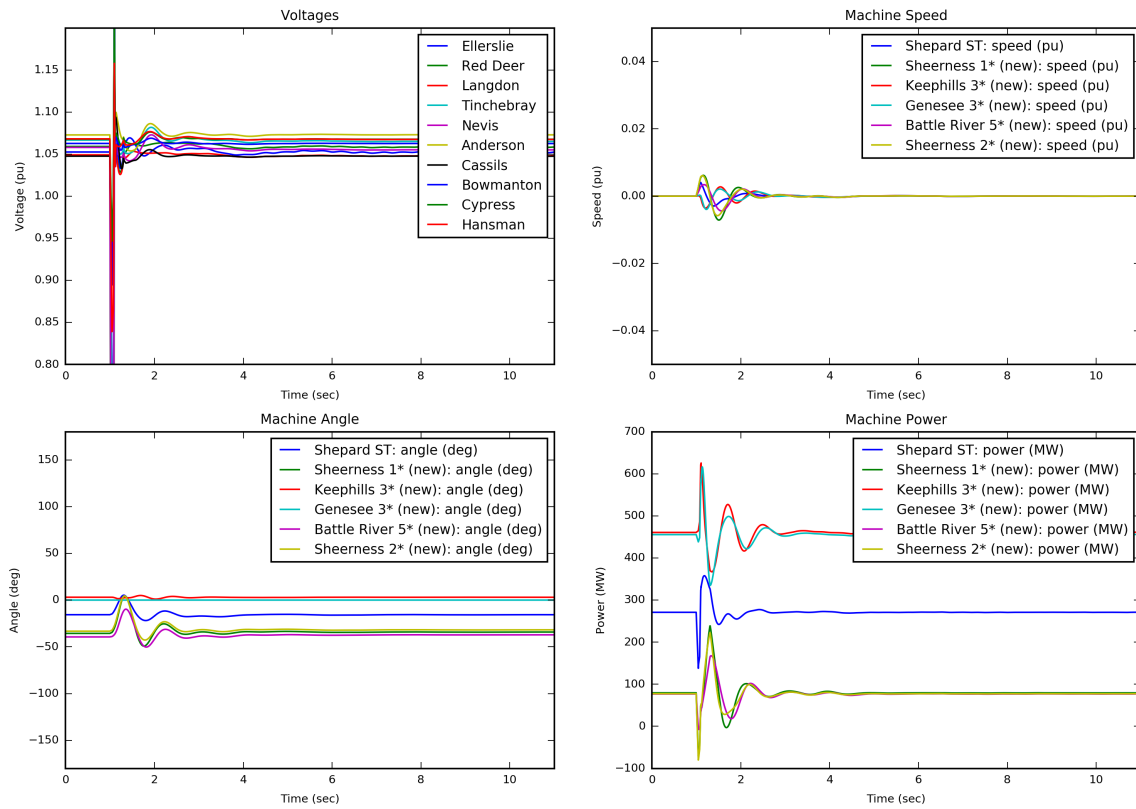 Voltages
1.15
1.10
1.05
1.00
0.95
0.90
0.85
0.80
Voltage (pu)
Ellerslie
Red Deer
Langdon
Tinchebray
Nevis
Anderson
Cassils
Bowmanton
Cypress
Hansman
0 2 4 6 8 10
Time (sec)
Machine Speed
0.04
0.02
0.00
−0.02
−0.04
Speed (pu)
Shepard ST: speed (pu)
Sheerness 1* (new): speed (pu)
Keephills 3* (new): speed (pu)
Genesee 3* (new): speed (pu)
Battle River 5* (new): speed (pu)
Sheerness 2* (new): speed (pu)
0 2 4 6 8 10
Time (sec)
Machine Angle
150
100
50
0
−50
−100
−150
Angle (deg)
Shepard ST: angle (deg)
Sheerness 1* (new): angle (deg)
Keephills 3* (new): angle (deg)
Genesee 3* (new): angle (deg)
Battle River 5* (new): angle (deg)
Sheerness 2* (new): angle (deg)
0 2 4 6 8 10
Time (sec)
Machine Power
700
600
500
400
300
200
100
0
−100
Power (MW)
Shepard ST: power (MW)
Sheerness 1* (new): power (MW)
Keephills 3* (new): power (MW)
Genesee 3* (new): power (MW)
Battle River 5* (new): power (MW)
Sheerness 2* (new): power (MW)
0 2 4 6 8 10
Time (sec)